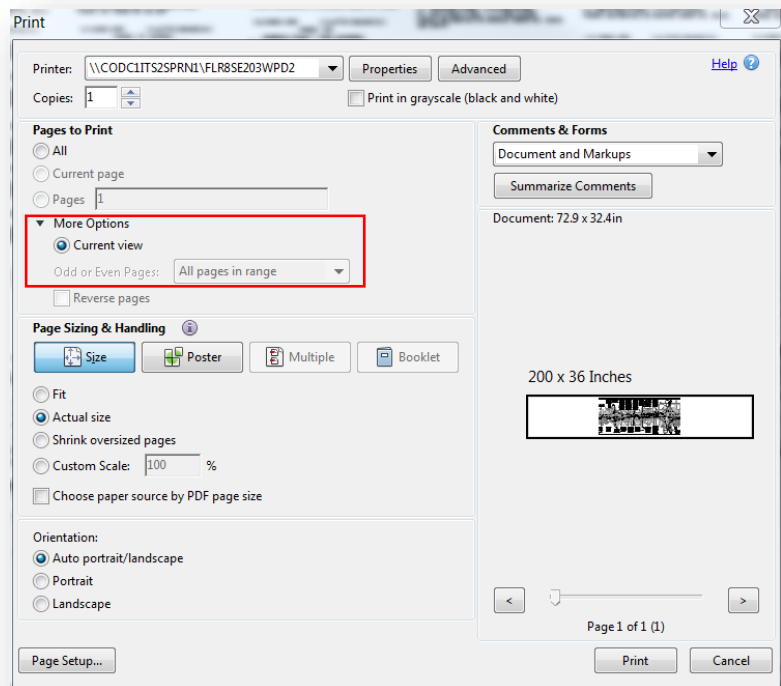 Print
Printer: \\CODC1ITS2SPRN1\FLR8SE203WPD2 Properties Advanced Help
Copies: 1 Print in grayscale (black and white)
Pages to Print
All
Current page
Pages 1
More Options
Current view
Odd or Even Pages: All pages in range
Reverse pages
Page Sizing & Handling
Size Poster Multiple Booklet
Fit
Actual size
Shrink oversized pages
Custom Scale: 100 %
Choose paper source by PDF page size
Orientation:
Auto portrait/landscape
Portrait
Landscape
Comments & Forms
Document and Markups
Summarize Comments
Document: 72.9 x 32.4in
200 x 36 Inches
< >
Page 1 of 1 (1)
Page Setup... Print Cancel